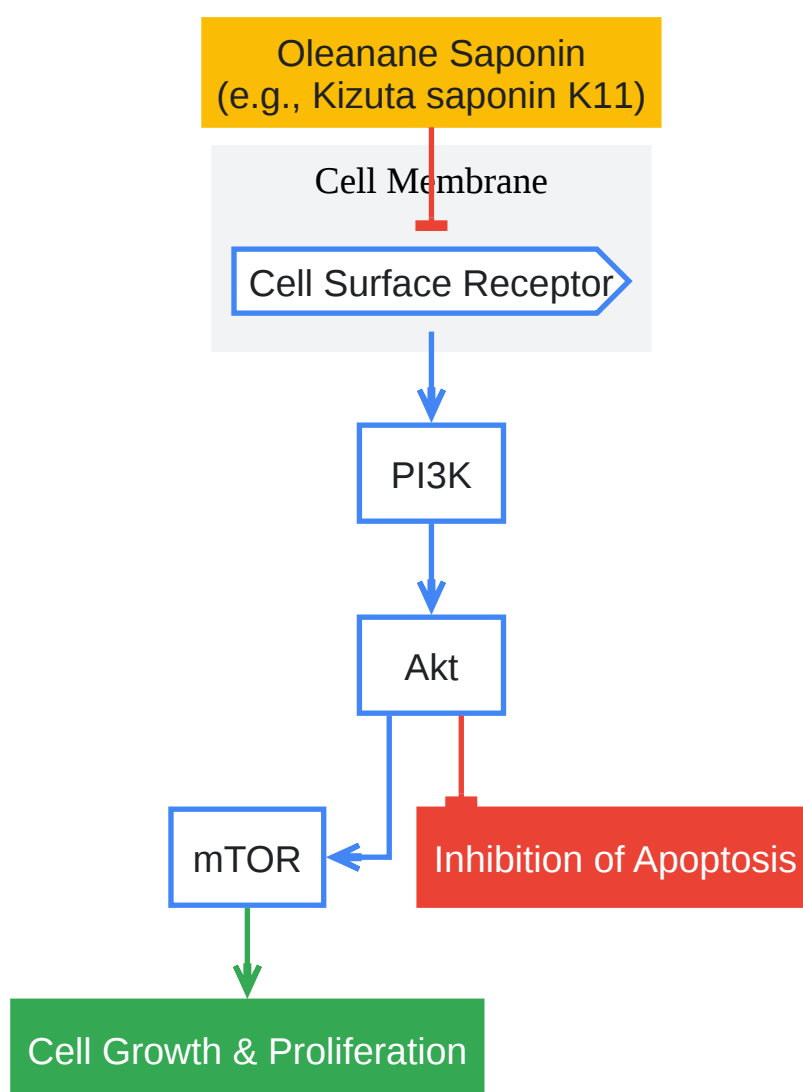 Oleanane Saponin
(e.g., Kizuta saponin K11)
Cell Membrane
Cell Surface Receptor
PI3K
Akt
mTOR
Inhibition of Apoptosis
Cell Growth & Proliferation